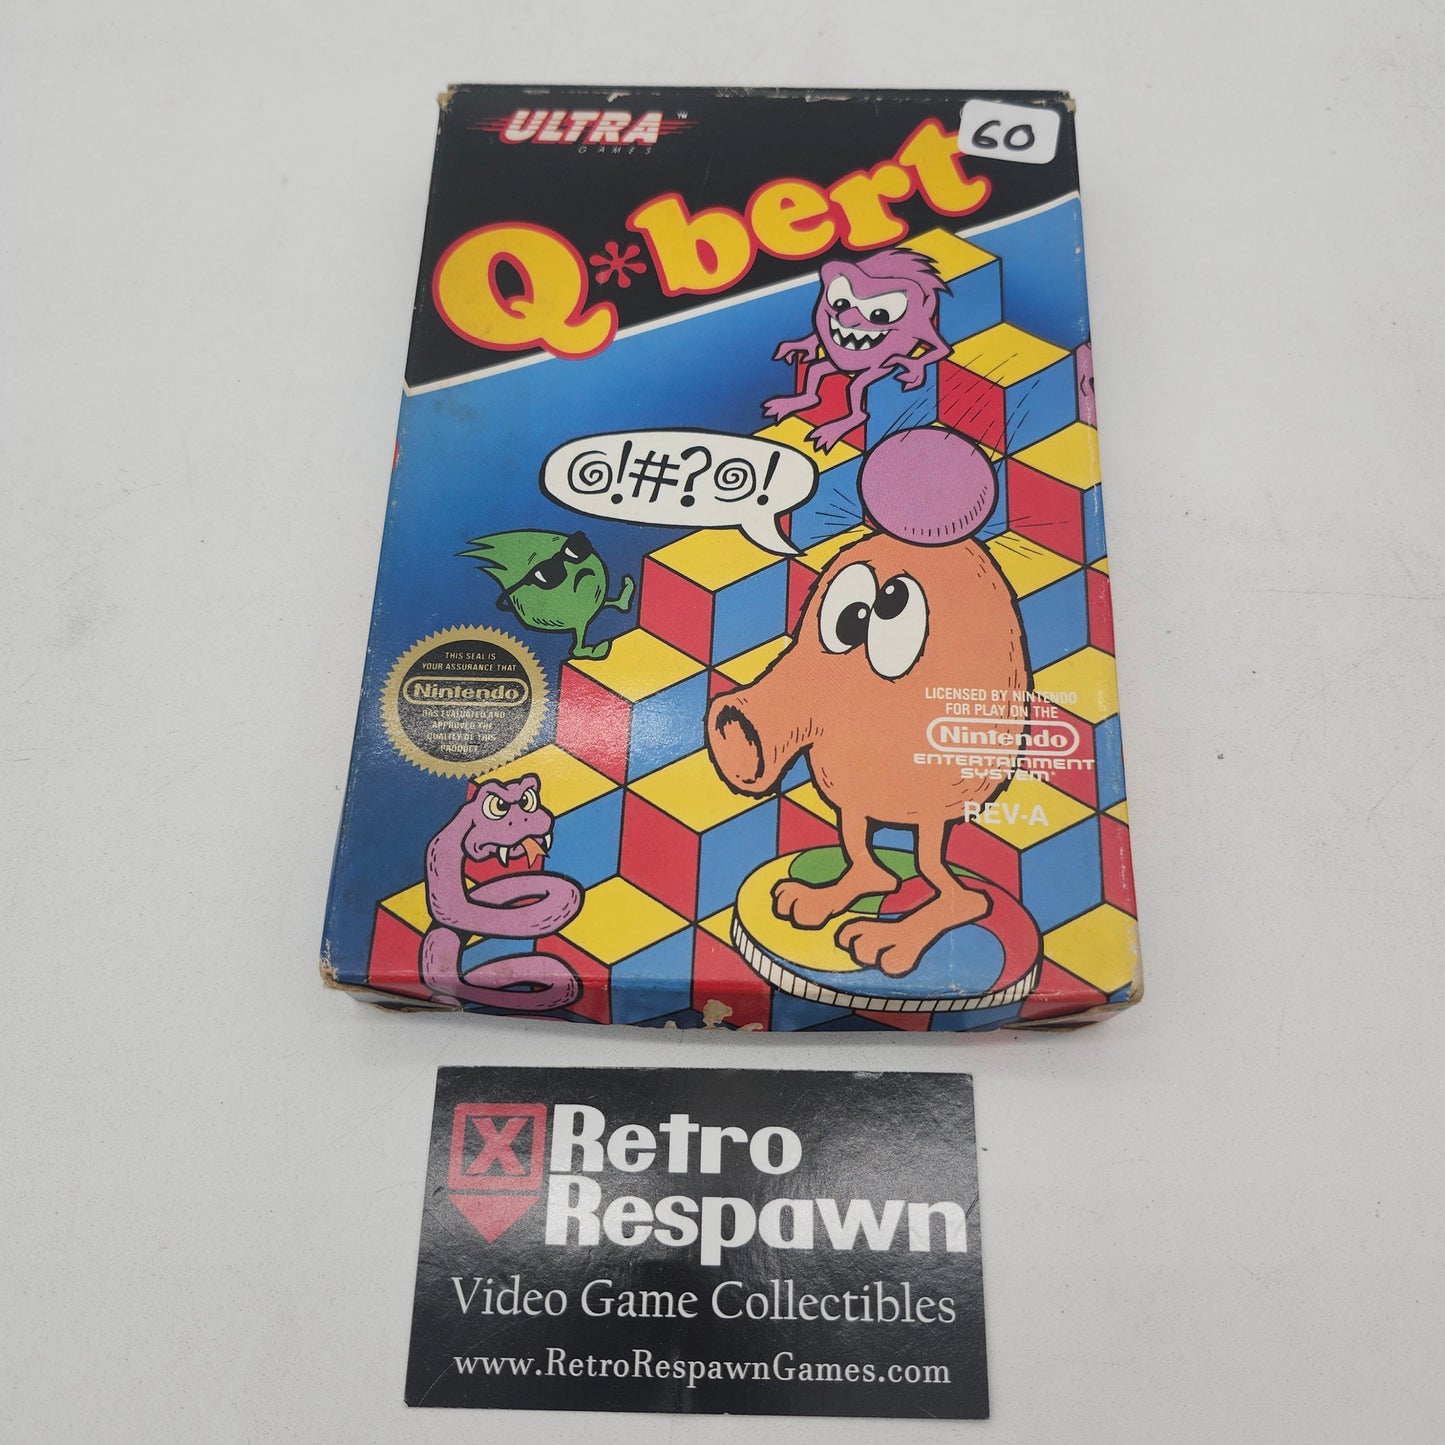 ULTRA™
GAMES
60
Q*bert
@!#?@!
THIS SEAL IS
YOUR ASSURANCE THAT
Nintendo
HAS EVALUATED AND
APPROVED THE
QUALITY OF THIS
PRODUCT
LICENSED BY NINTENDO
FOR PLAY ON THE
Nintendo
ENTERTAINMENT
SYSTEM
REV-A
X
Retro
Respawn
Video Game Collectibles
www.RetroRespawnGames.com